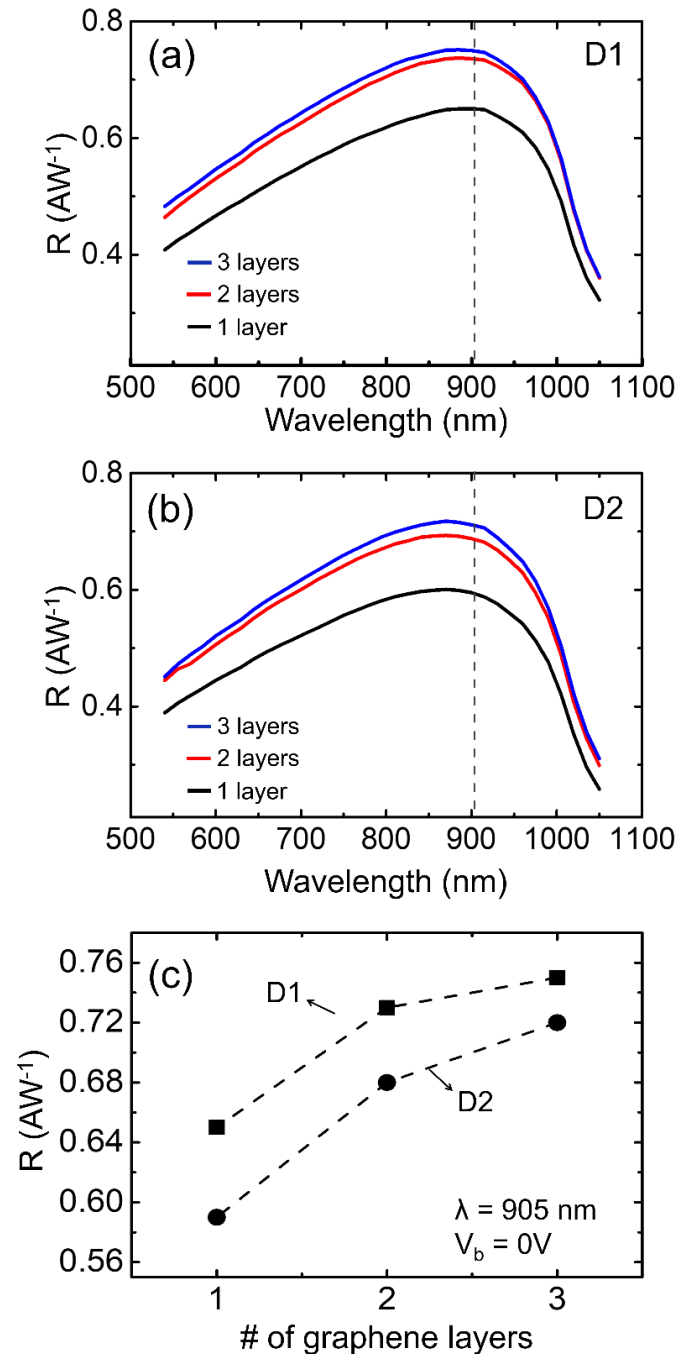 (a)
D1
R (AW-1)
0.8
0.6
0.4
3 layers
2 layers
1 layer
500 600 700 800 900 1000 1100
Wavelength (nm)
(b)
D2
R (AW-1)
0.8
0.6
0.4
3 layers
2 layers
1 layer
500 600 700 800 900 1000 1100
Wavelength (nm)
(c)
R (AW-1)
0.76
0.72
0.68
0.64
0.60
0.56
D1
D2
λ = 905 nm
Vb = 0V
1 2 3
# of graphene layers